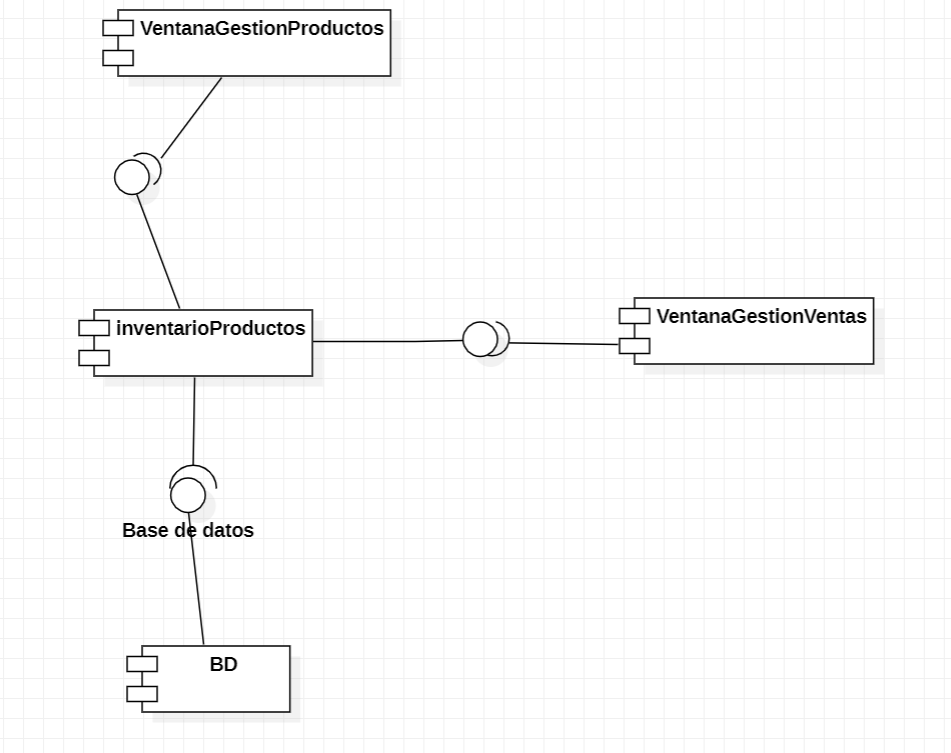 VentanaGestionProductos
inventarioProductos
VentanaGestionVentas
Base de datos
BD